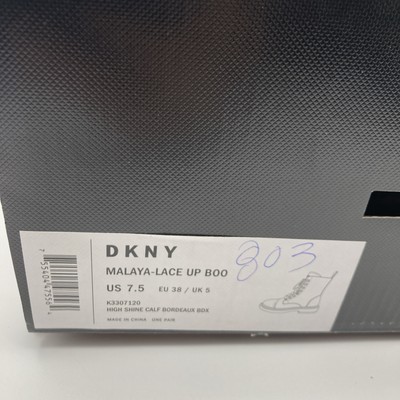 DKNY
803
MALAYA-LACE UP BOO
US 7.5 EU 38 / UK 5
K3307120
HIGH SHINE CALF BORDEAUX BDX
MADE IN CHINA